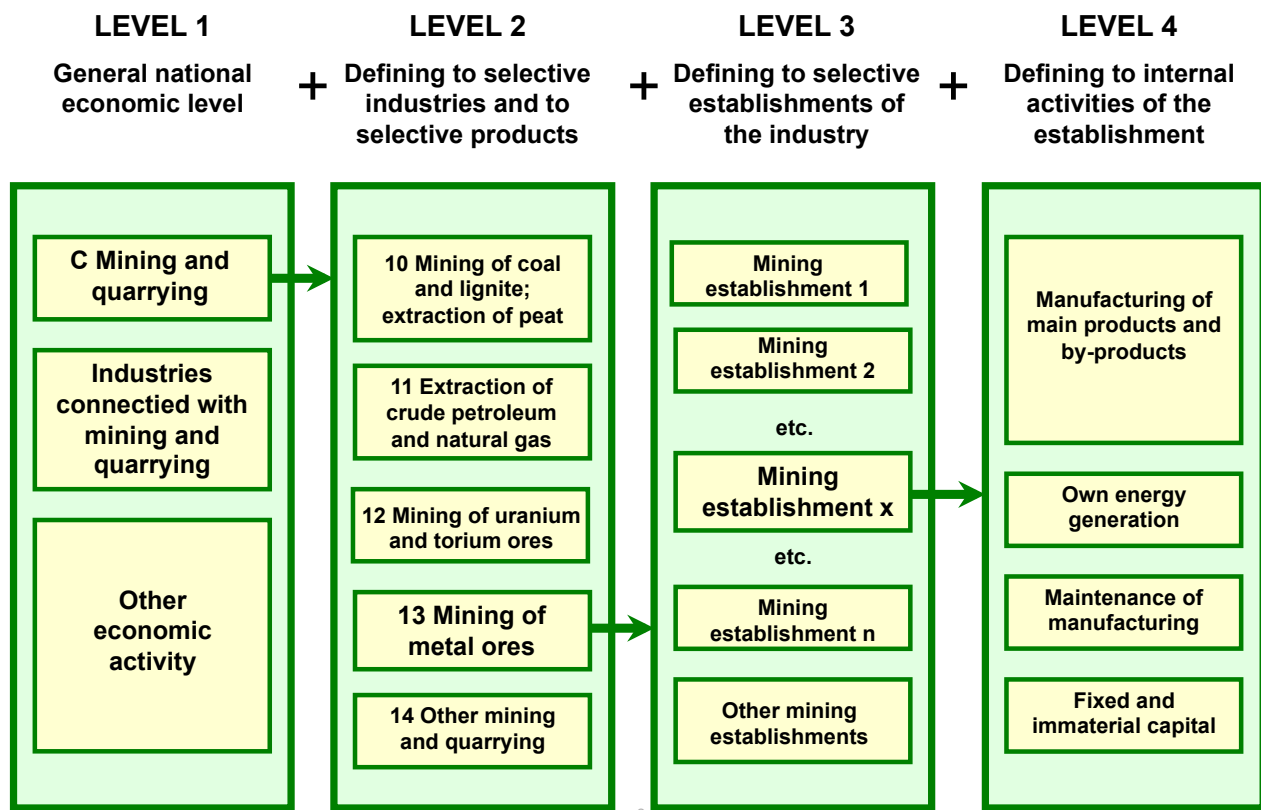 LEVEL 1
General national
economic level
+
LEVEL 2
Defining to selective
industries and to
selective products
+
LEVEL 3
Defining to selective
establishments of
the industry
+
LEVEL 4
Defining to internal
activities of the
establishment
C Mining and
quarrying
Industries
connectied with
mining and
quarrying
Other
economic
activity
10 Mining of coal
and lignite;
extraction of peat
11 Extraction of
crude petroleum
and natural gas
12 Mining of uranium
and torium ores
13 Mining of
metal ores
14 Other mining
and quarrying
Mining
establishment 1
Mining
establishment 2
etc.
Mining
establishment x
etc.
Mining
establishment n
Other mining
establishments
Manufacturing of
main products and
by-products
Own energy
generation
Maintenance of
manufacturing
Fixed and
immaterial capital